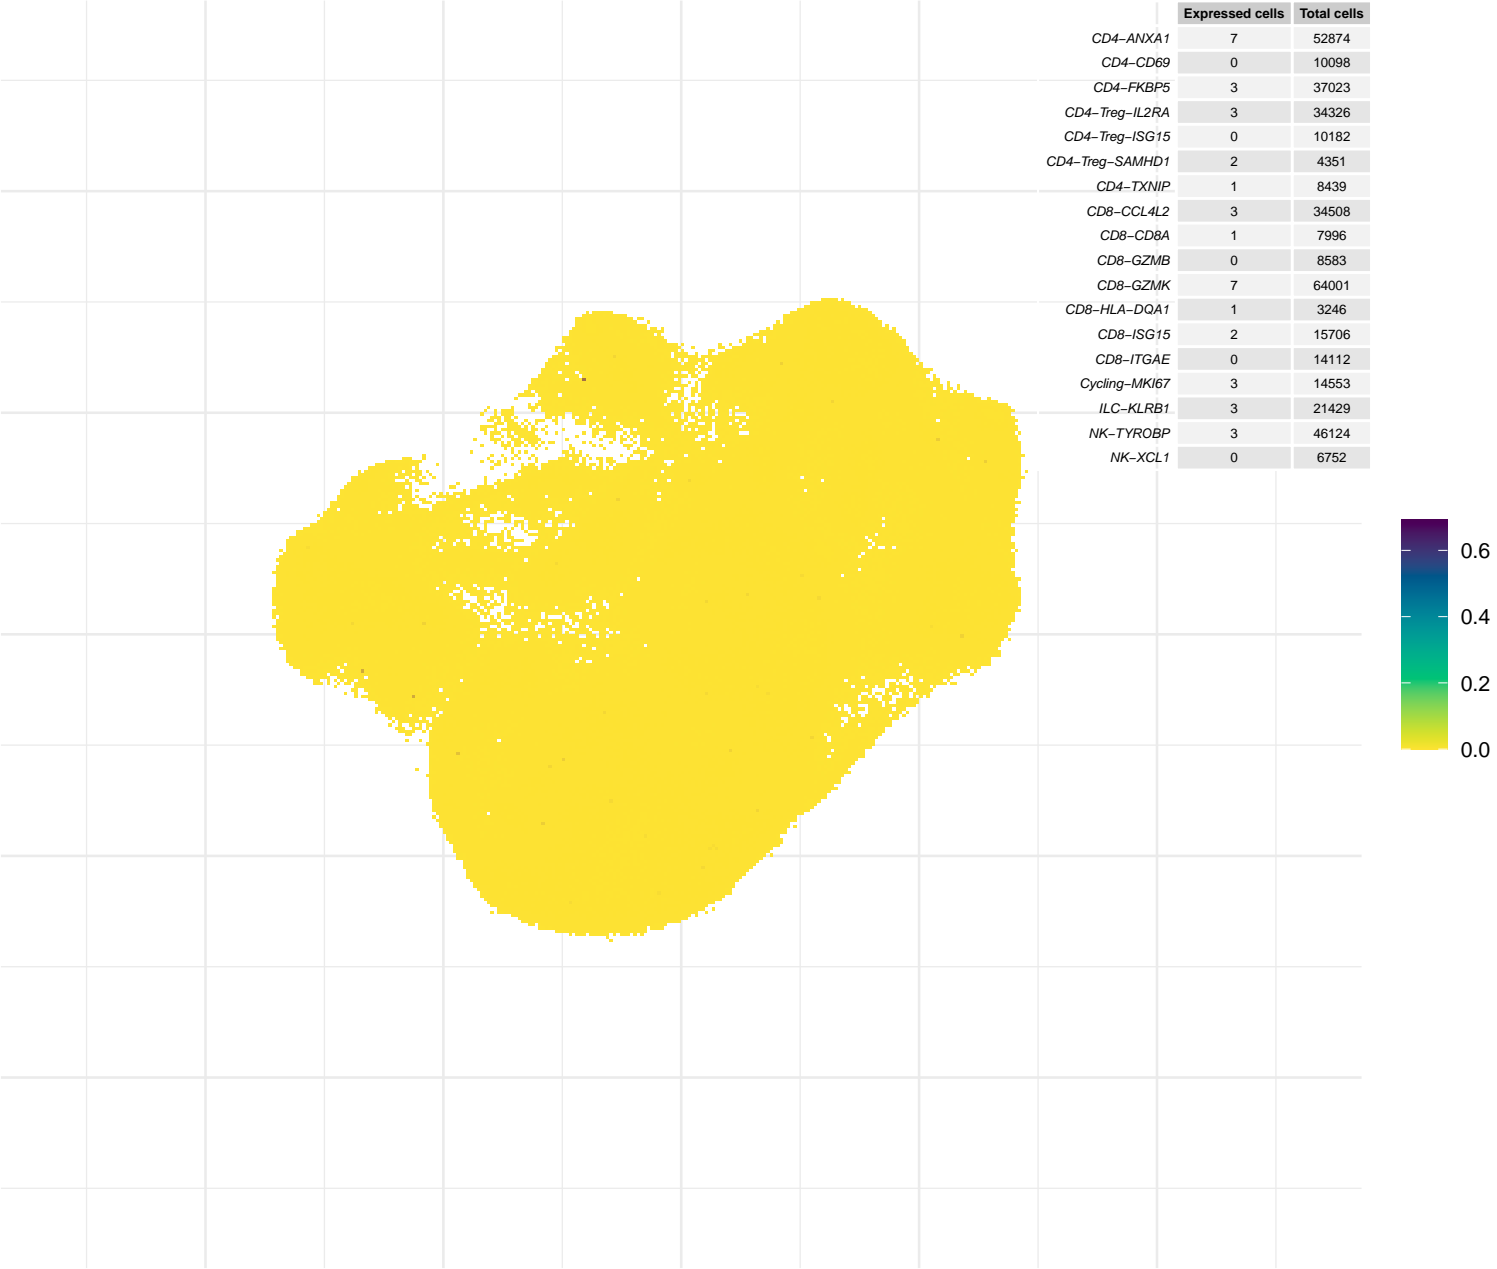 Expressed cells Total cells
CD4−ANXA1 7 52874
CD4−CD69 0 10098
CD4−FKBP5 3 37023
CD4−Treg−IL2RA 3 34326
CD4−Treg−ISG15 0 10182
CD4−Treg−SAMHD1 2 4351
CD4−TXNIP 1 8439
CD8−CCL4L2 3 34508
CD8−CD8A 1 7996
CD8−GZMB 0 8583
CD8−GZMK 7 64001
CD8−HLA−DQA1 1 3246
CD8−ISG15 2 15706
CD8−ITGAE 0 14112
Cycling−MKI67 3 14553
ILC−KLRB1 3 21429
NK−TYROBP 3 46124
NK−XCL1 0 6752
0.6
0.4
0.2
0.0